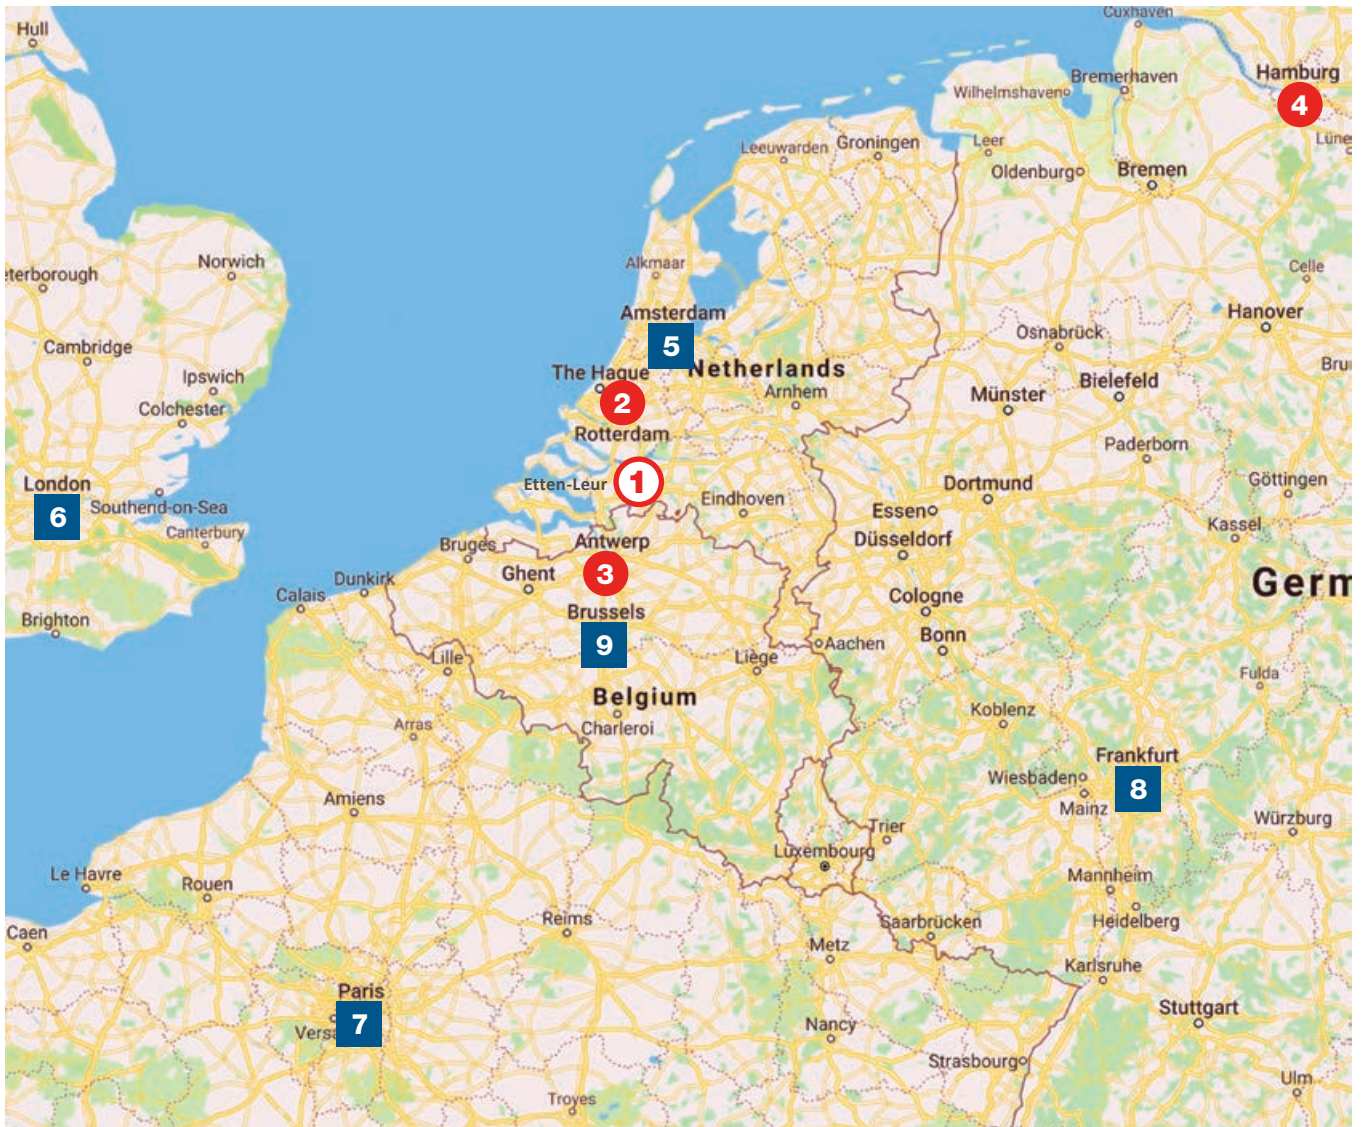 Hull
Cuxhaven
Hamburg
4
Bremerhaven
Wilhelmshaven
Leeuwarden
Groningen
Leer
Lüne
Oldenburg
Bremen
Norwich
eterborough
Alkmaar
Celle
Amsterdam
5
Hanover
Osnabrück
Cambridge
Ipswich
The Hague
Netherlands
Bru
Colchester
2
Arnhem
Münster
Bielefeld
Rotterdam
Paderborn
London
6
Southend-on-Sea
Etten-Leur
1
Eindhoven
Dortmund
Göttingen
Essen
Canterbury
Kassel
Bruges
Antwerp
3
Düsseldorf
Dunkirk
Ghent
Germ
Calais
Brussels
9
Cologne
Brighton
Bonn
Lille
Liège
Aachen
Fulda
Belgium
Koblenz
Arras
Charleroi
Frankfurt
8
Wiesbaden
Amiens
Mainz
Trier
Würzburg
Luxembourg
Le Havre
Rouen
Mannheim
Caen
Reims
Saarbrücken
Heidelberg
Metz
Karlsruhe
Paris
7
Versa
Stuttgart
Nancy
Strasbourg
Ulm
Troyes